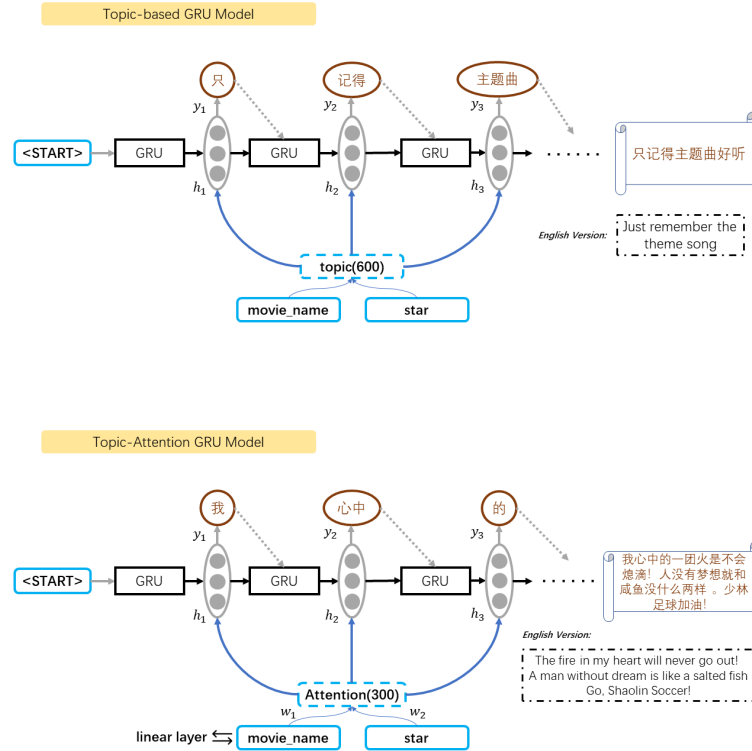 Topic-based GRU Model
只
记得
主题曲
y₁
y₂
y₃
<START>
GRU
GRU
GRU
· · · · · ·
只记得主题曲好听
h₁
h₂
h₃
English Version:
Just remember the
theme song
topic(600)
movie_name
star
Topic-Attention GRU Model
我
心中
的
y₁
y₂
y₃
<START>
GRU
GRU
GRU
· · · · · ·
我心中的一团火是不会
熄滴！人没有梦想就和
咸鱼没什么两样 。少林
足球加油！
h₁
h₂
h₃
English Version:
The fire in my heart will never go out!
A man without dream is like a salted fish
Go, Shaolin Soccer!
Attention(300)
w₁
w₂
linear layer
movie_name
star